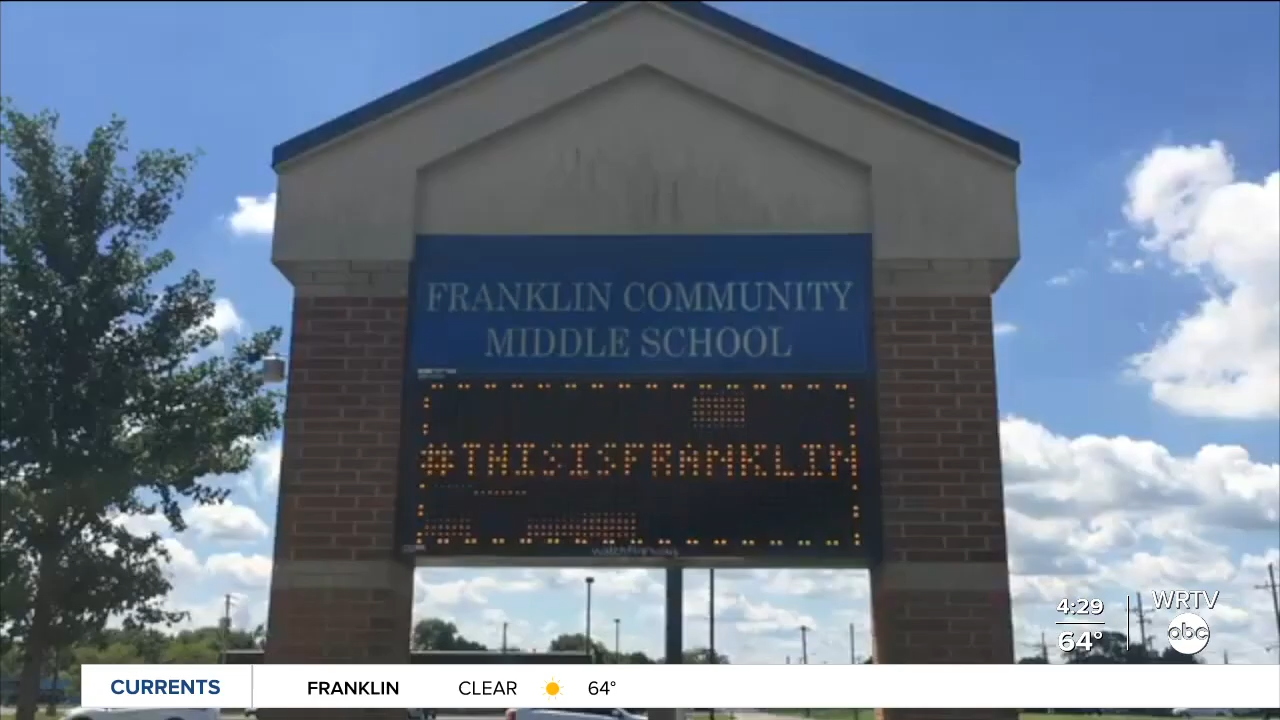 FRANKLIN COMMUNITY
MIDDLE SCHOOL
#THISISFRANKLIN
4:29
64°
WRTV
abc
CURRENTS FRANKLIN CLEAR 64°